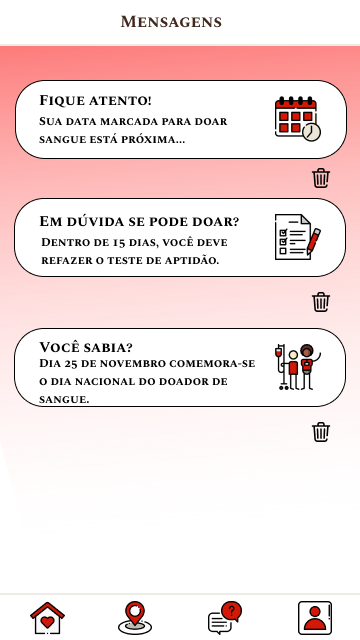 Mensagens
Fique atento!
Sua data marcada para doar
sangue está próxima...
Em dúvida se pode doar?
Dentro de 15 dias, você deve
refazer o teste de aptidão.
Você sabia?
Dia 25 de novembro comemora-se
o dia nacional do doador de
sangue.
?